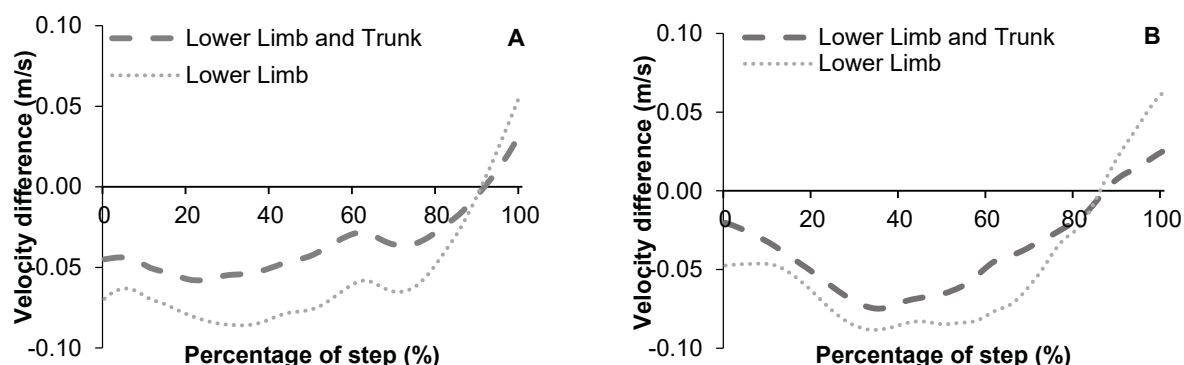 0.10
Lower Limb and Trunk
A
Lower Limb
0.05
0.00
0 20 40 60 80 100
-0.05
-0.10
Velocity difference (m/s)
Percentage of step (%)
0.10
Lower Limb and Trunk
B
Lower Limb
0.05
0.00
0 20 40 60 80 100
-0.05
-0.10
Velocity difference (m/s)
Percentage of step (%)